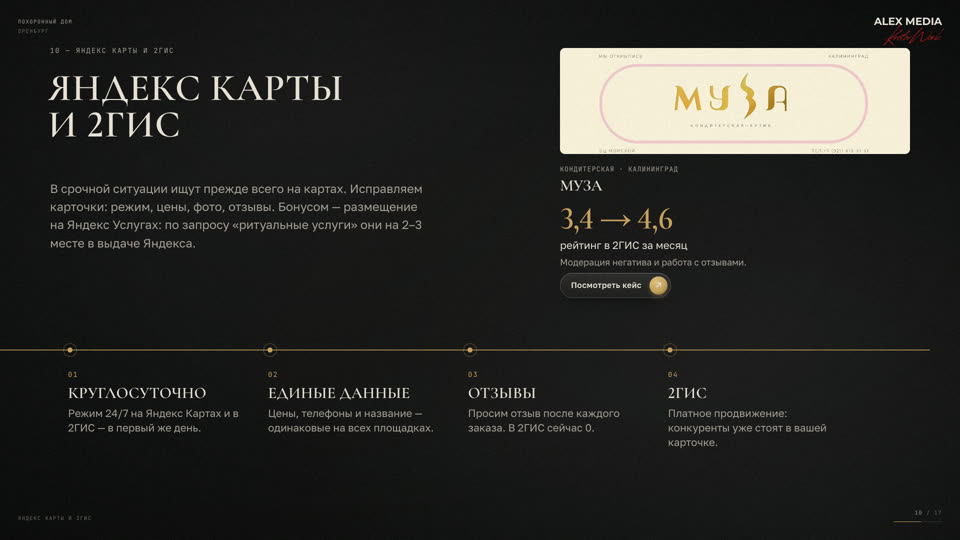 ПОХОРОННЫЙ ДОМ
ОРЕНБУРГ
ALEX MEDIA
10 — ЯНДЕКС КАРТЫ И 2ГИС
ЯНДЕКС КАРТЫ
И 2ГИС
В срочной ситуации ищут прежде всего на картах. Исправляем
карточки: режим, цены, фото, отзывы. Бонусом — размещение
на Яндекс Услугах: по запросу «ритуальные услуги» они на 2–3
месте в выдаче Яндекса.
МЫ ОТКРЫЛИСЬ
КАЛИНИНГРАД
МУЗА
КОНДИТЕРСКАЯ-БУТИК
ТЦ МОРСКОЙ
КОНДИТЕРСКАЯ · КАЛИНИНГРАД
МУЗА
3,4 → 4,6
рейтинг в 2ГИС за месяц
Модерация негатива и работа с отзывами.
Посмотреть кейс
01
КРУГЛОСУТОЧНО
Режим 24/7 на Яндекс Картах и в
2ГИС — в первый же день.
02
ЕДИНЫЕ ДАННЫЕ
Цены, телефоны и название —
одинаковые на всех площадках.
03
ОТЗЫВЫ
Просим отзыв после каждого
заказа. В 2ГИС сейчас 0.
04
2ГИС
Платное продвижение:
конкуренты уже стоят в вашей
карточке.
ЯНДЕКС КАРТЫ И 2ГИС
10 / 17